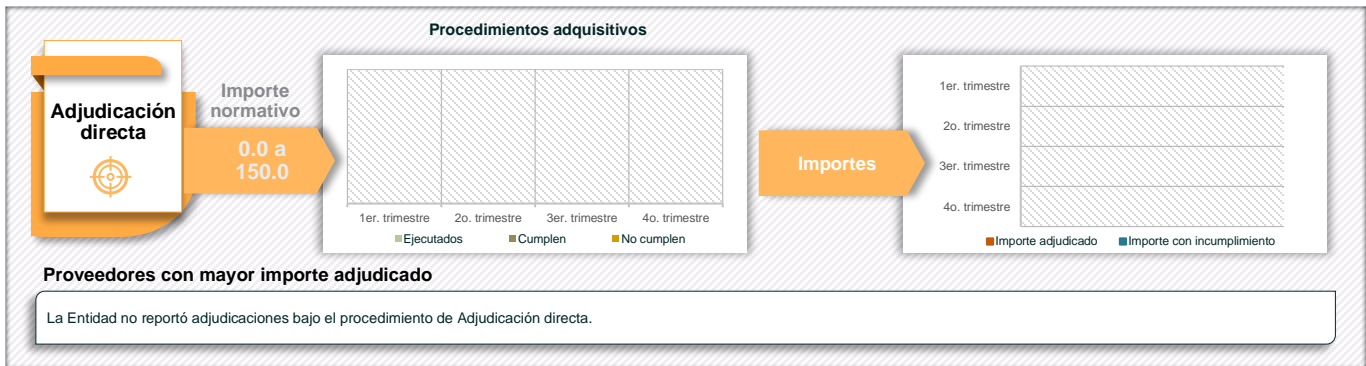 Procedimientos adquisitivos
Adjudicación
directa
Importe
normativo
0.0 a
150.0
1er. trimestre
2o. trimestre
3er. trimestre
4o. trimestre
Ejecutados
Cumplen
No cumplen
Importes
1er. trimestre
2o. trimestre
3er. trimestre
4o. trimestre
Importe adjudicado
Importe con incumplimiento
Proveedores con mayor importe adjudicado
La Entidad no reportó adjudicaciones bajo el procedimiento de Adjudicación directa.